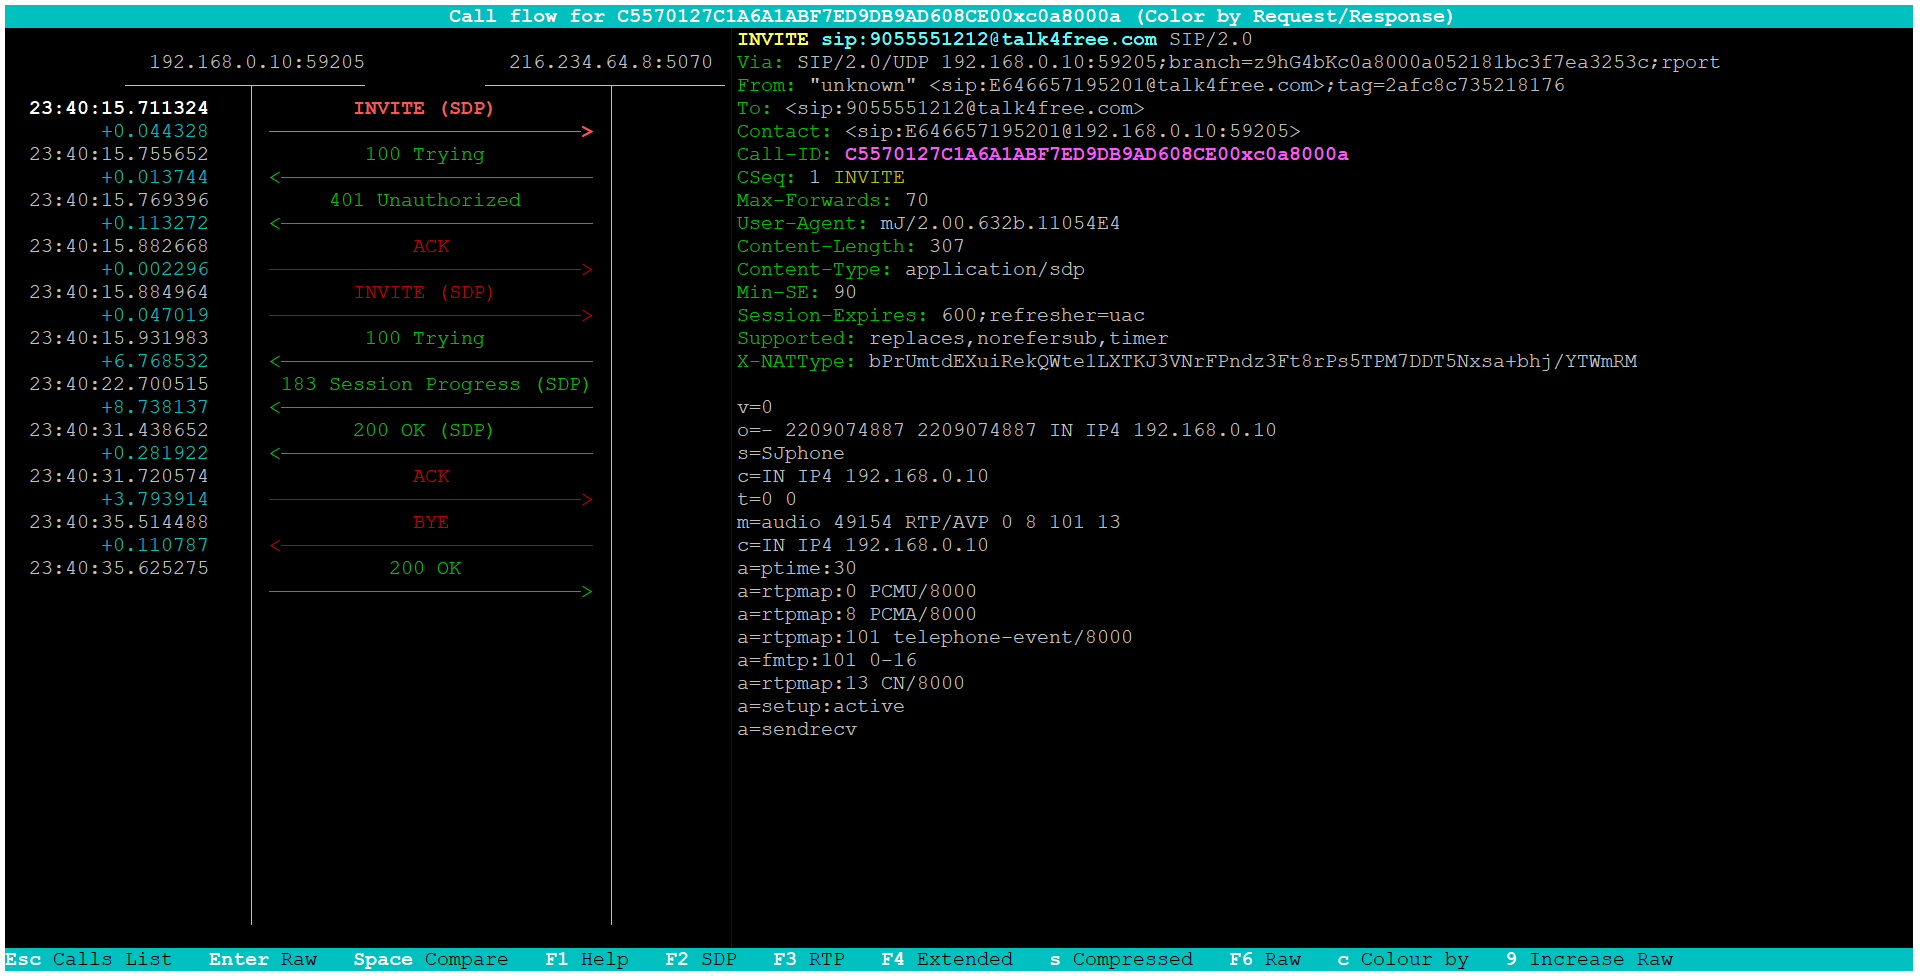 Call flow for C5570127C1A6A1ABF7ED9DB9AD608CE00xc0a8000a (Color by Request/Response)
192.168.0.10:59205 216.234.64.8:5070
23:40:15.711324 INVITE (SDP)
+0.044328 >
23:40:15.755652 100 Trying
+0.013744 <
23:40:15.769396 401 Unauthorized
+0.113272 <
23:40:15.882668 ACK
+0.002296 >
23:40:15.884964 INVITE (SDP)
+0.047019 >
23:40:15.931983 100 Trying
+6.768532 <
23:40:22.700515 183 Session Progress (SDP)
+8.738137 <
23:40:31.438652 200 OK (SDP)
+0.281922 <
23:40:31.720574 ACK
+3.793914 >
23:40:35.514488 BYE
+0.110787 <
23:40:35.625275 200 OK
>
INVITE sip:9055551212@talk4free.com SIP/2.0
Via: SIP/2.0/UDP 192.168.0.10:59205;branch=z9hG4bKc0a8000a052181bc3f7ea3253c;rport
From: "unknown" <sip:E646657195201@talk4free.com>;tag=2afc8c735218176
To: <sip:9055551212@talk4free.com>
Contact: <sip:E646657195201@192.168.0.10:59205>
Call-ID: C5570127C1A6A1ABF7ED9DB9AD608CE00xc0a8000a
CSeq: 1 INVITE
Max-Forwards: 70
User-Agent: mJ/2.00.632b.11054E4
Content-Length: 307
Content-Type: application/sdp
Min-SE: 90
Session-Expires: 600;refresher=uac
Supported: replaces,norefersub,timer
X-NATType: bPrUmtdEXuiRekQWte1LXTKJ3VNrFPndz3Ft8rPs5TPM7DDT5Nxsa+bhj/YTWmRM
v=0
o=- 2209074887 2209074887 IN IP4 192.168.0.10
s=SJphone
c=IN IP4 192.168.0.10
t=0 0
m=audio 49154 RTP/AVP 0 8 101 13
c=IN IP4 192.168.0.10
a=ptime:30
a=rtpmap:0 PCMU/8000
a=rtpmap:8 PCMA/8000
a=rtpmap:101 telephone-event/8000
a=fmtp:101 0-16
a=rtpmap:13 CN/8000
a=setup:active
a=sendrecv
Esc Calls List Enter Raw Space Compare F1 Help F2 SDP F3 RTP F4 Extended s Compressed F6 Raw c Colour by 9 Increase Raw